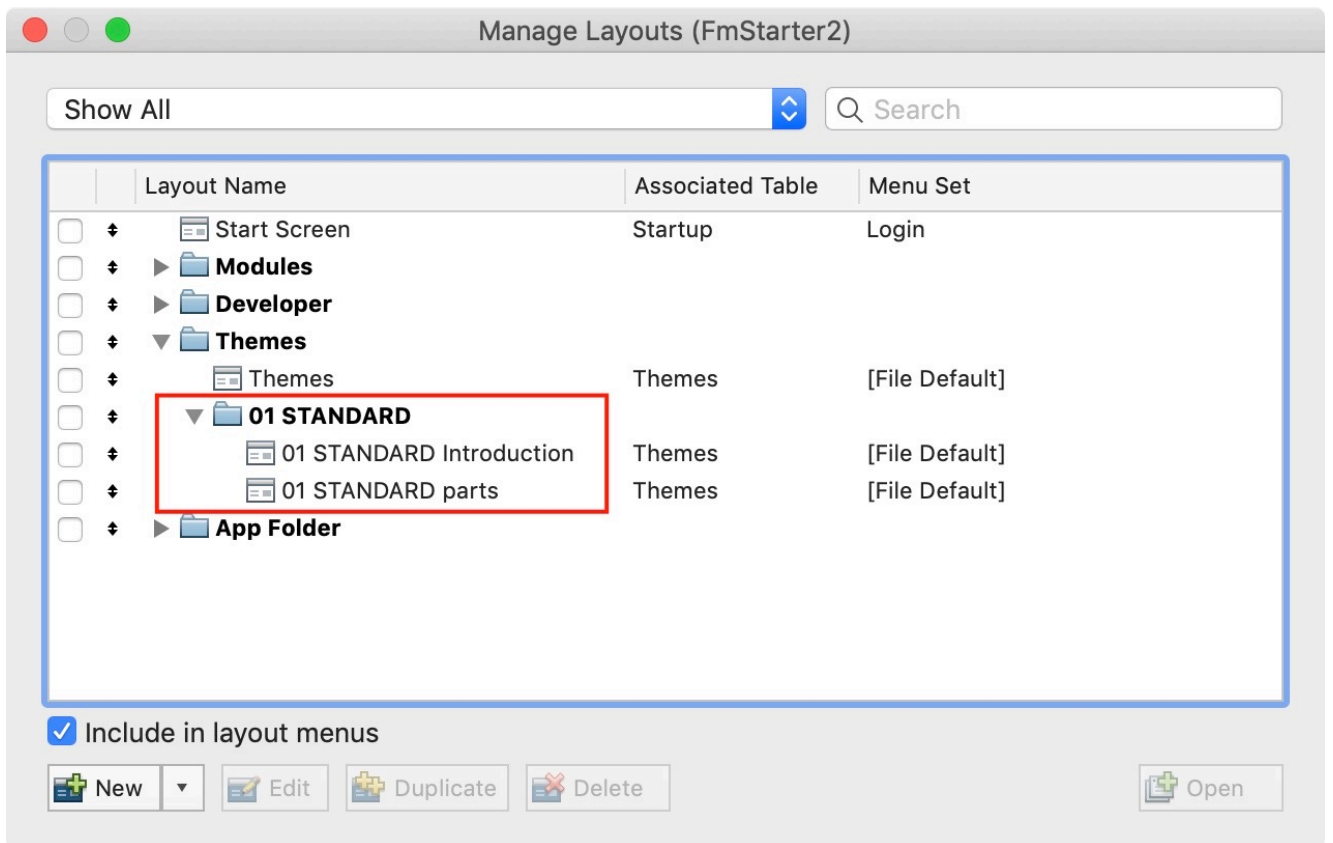 Manage Layouts (FmStarter2)
Show All Search
Layout Name Associated Table Menu Set
Start Screen Startup Login
Modules
Developer
Themes
Themes Themes [File Default]
01 STANDARD
01 STANDARD Introduction Themes [File Default]
01 STANDARD parts Themes [File Default]
App Folder
Include in layout menus
New Edit Duplicate Delete Open